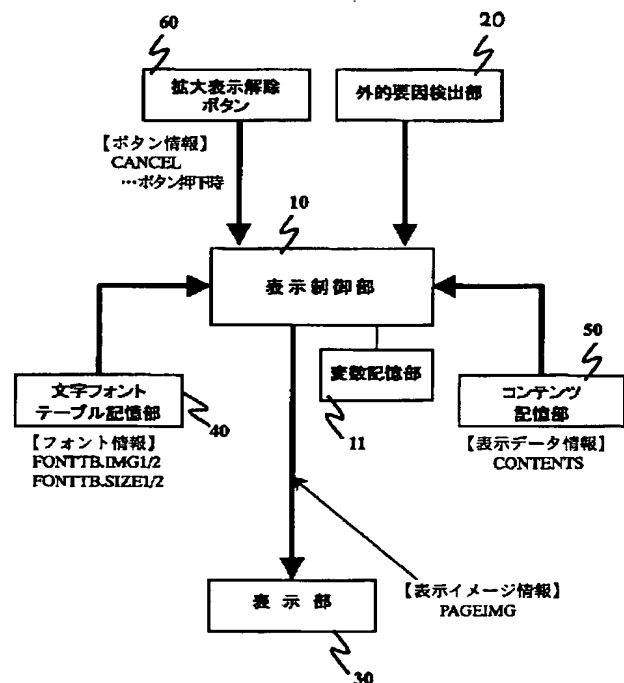 60
拡大表示解除
ボタン
20
外的要因検出部
【ボタン情報】
CANCEL
…ボタン押下時
10
表示制御部
変数記憶部
11
文字フォント
テーブル記憶部
40
【フォント情報】
FONTTB.IMG1/2
FONTTB.SIZE1/2
50
コンテンツ
記憶部
【表示データ情報】
CONTENTS
【表示イメージ情報】
PAGEIMG
表示部
30